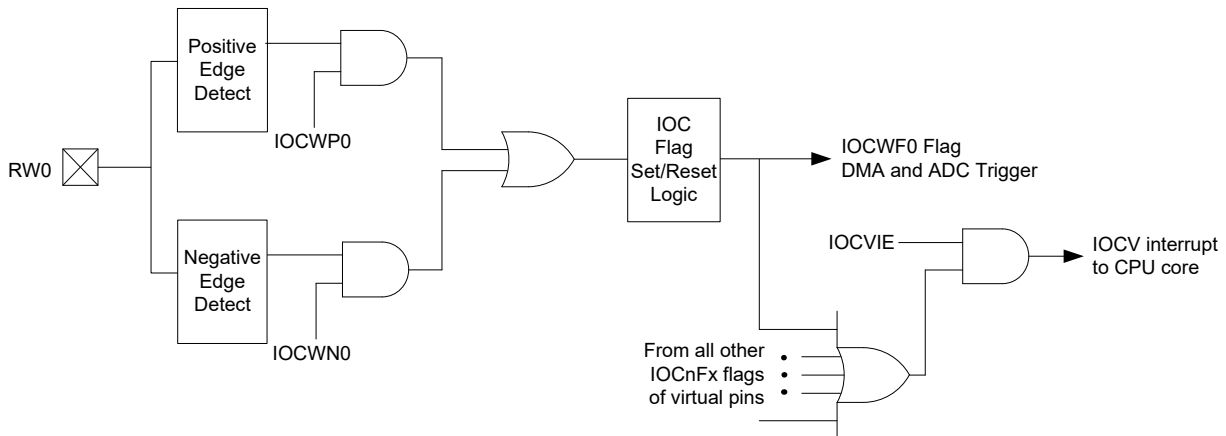 Positive
Edge
Detect
IOCWP0
RW0
Negative
Edge
Detect
IOCWN0
IOC
Flag
Set/Reset
Logic
IOCWF0 Flag
DMA and ADC Trigger
IOCVIE
IOCV interrupt
to CPU core
From all other
IOCnFx flags
of virtual pins